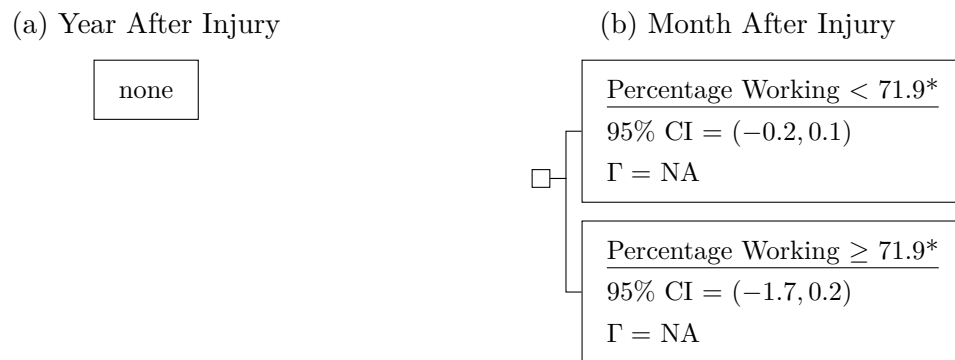 (a) Year After Injury
none
(b) Month After Injury
Percentage Working < 71.9*
95% CI = (−0.2, 0.1)
Γ = NA
Percentage Working ≥ 71.9*
95% CI = (−1.7, 0.2)
Γ = NA